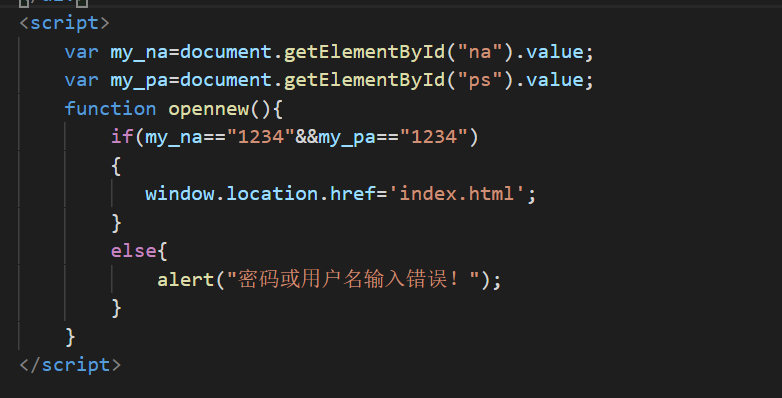 <script>
var my_na=document.getElementById("na").value;
var my_pa=document.getElementById("ps").value;
function opennew(){
if(my_na=="1234"&&my_pa=="1234")
{
window.location.href='index.html';
}
else{
alert("密码或用户名输入错误！");
}
}
</script>